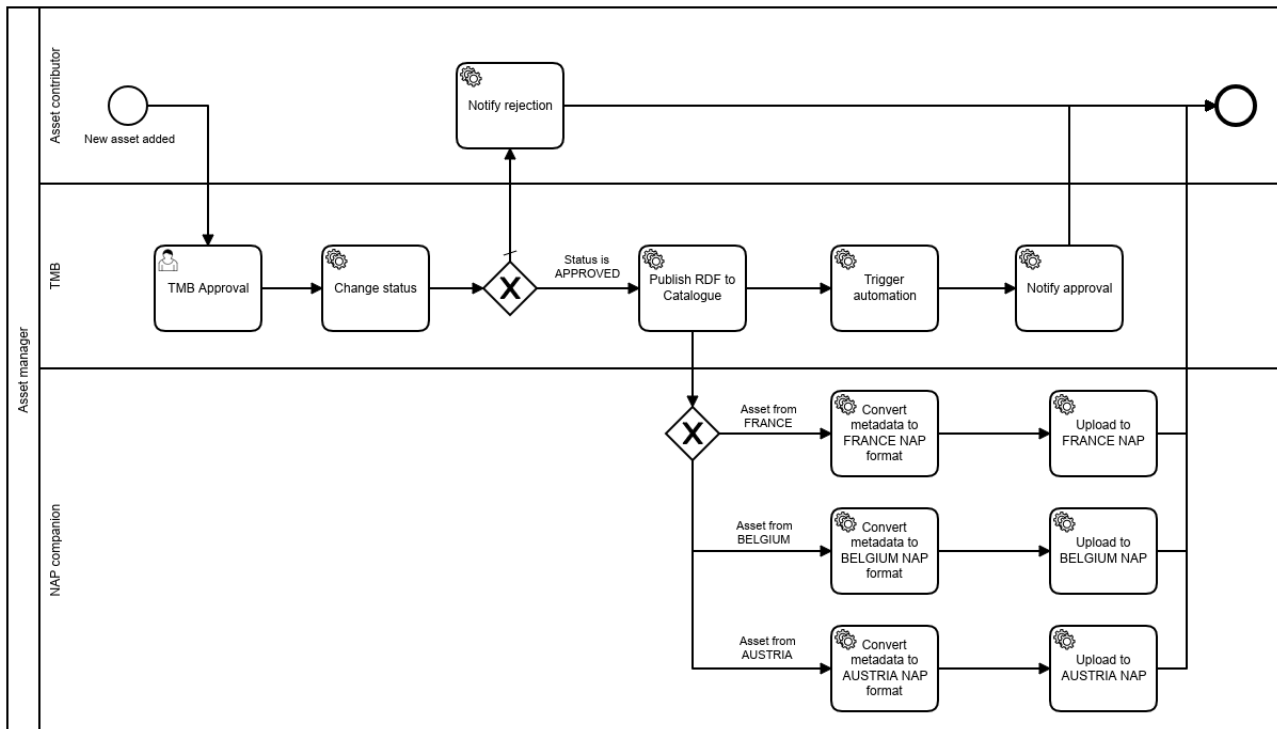 Asset manager
Asset contributor
New asset added
Notify rejection
TMB
TMB Approval
Change status
X
Status is
APPROVED
Publish RDF to
Catalogue
Trigger
automation
Notify approval
NAP companion
X
Asset from
FRANCE
Convert
metadata to
FRANCE NAP
format
Upload to
FRANCE NAP
Asset from
BELGIUM
Convert
metadata to
BELGIUM NAP
format
Upload to
BELGIUM NAP
Asset from
AUSTRIA
Convert
metadata to
AUSTRIA NAP
format
Upload to
AUSTRIA NAP